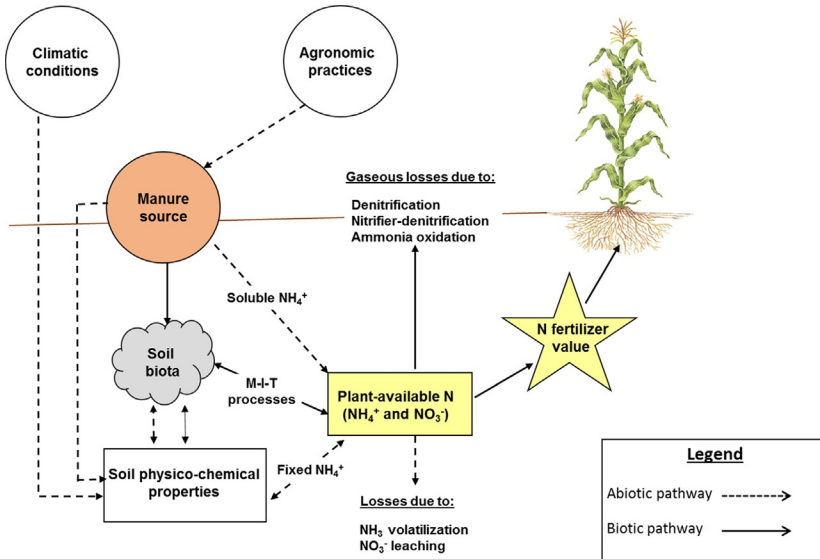 Climatic
conditions
Agronomic
practices
Manure
source
Gaseous losses due to:
Denitrification
Nitrifier-denitrification
Ammonia oxidation
Soluble NH₄⁺
N fertilizer
value
Soil
biota
M-I-T
processes
Plant-available N
(NH₄⁺ and NO₃⁻)
Soil physico-chemical
properties
Fixed NH₄⁺
Losses due to:
NH₃ volatilization
NO₃⁻ leaching
Legend
Abiotic pathway
Biotic pathway